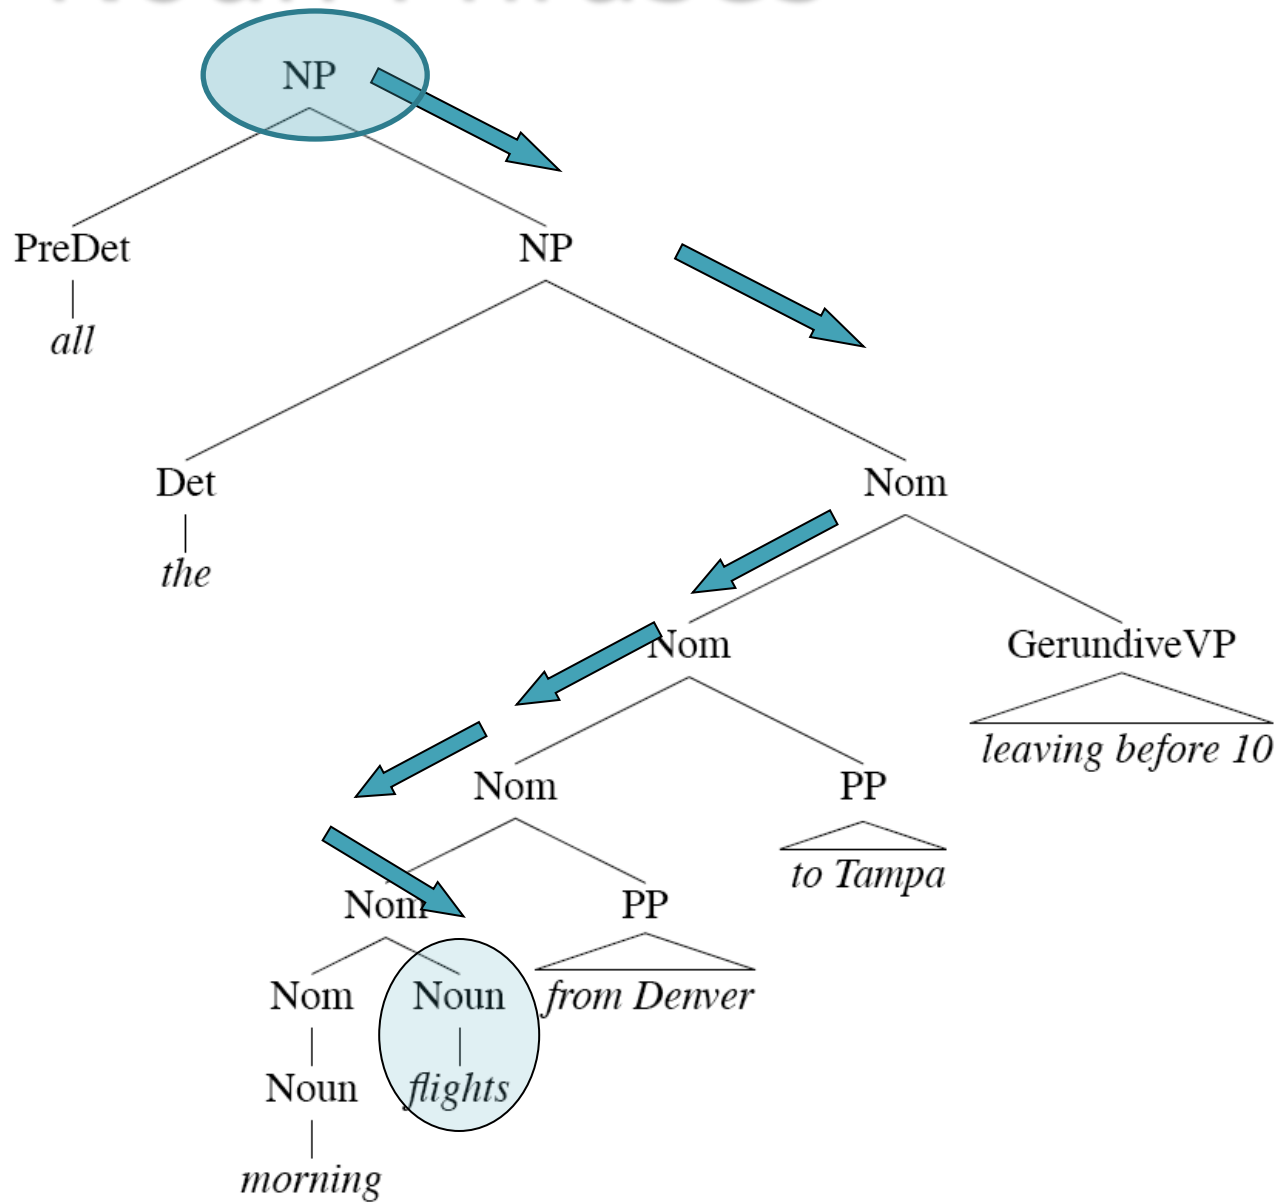 NP
PreDet NP
all
Det Nom
the
Nom GerundiveVP
leaving before 10
Nom PP
to Tampa
Nom PP
Nom Noun from Denver
Noun flights
morning